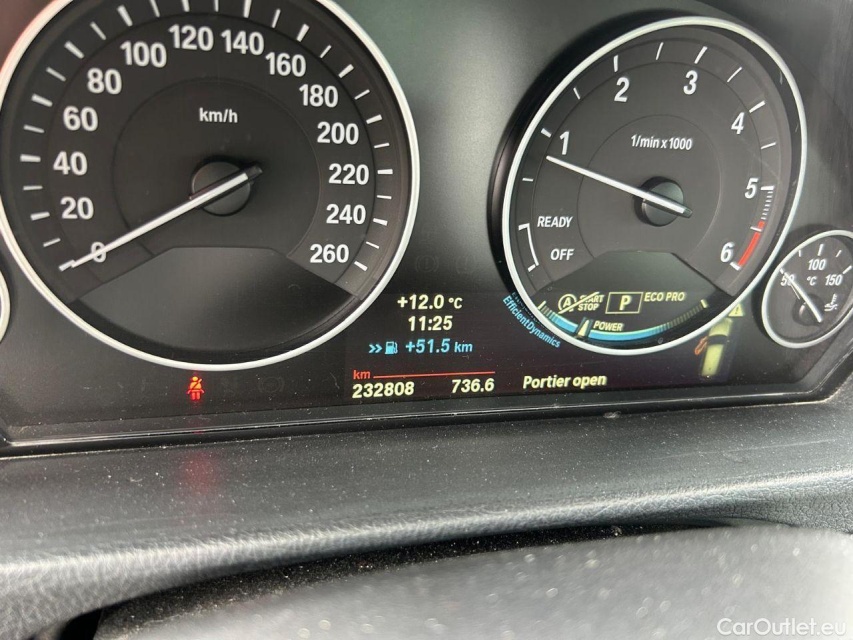 km/h
0
20
40
60
80
100
120
140
160
180
200
220
240
260
1/min x 1000
1
2
3
4
5
6
READY
OFF
A START STOP
P
ECO PRO
POWER
EfficientDynamics
50
100
150
°C
+12.0 °C
11:25
>> +51.5 km
km
232808 736.6 Portier open
CarOutlet.eu